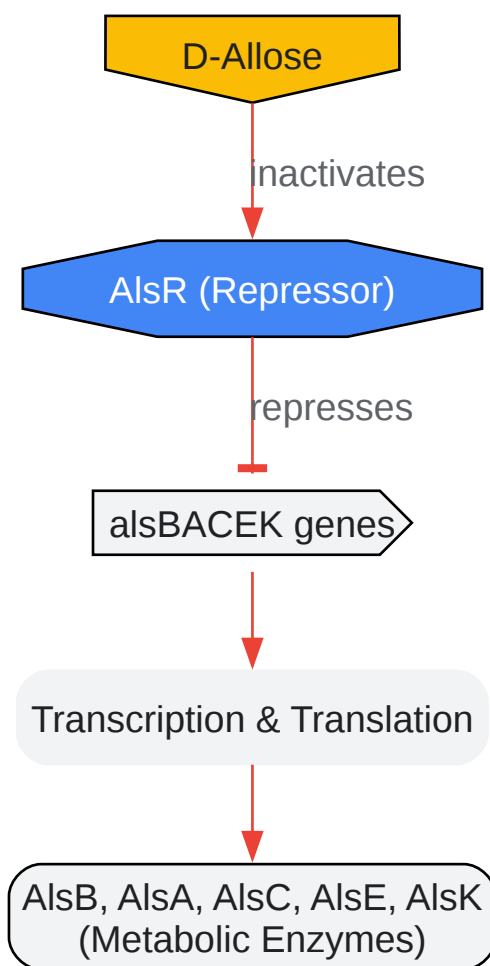 D-Allose
inactivates
AlsR (Repressor)
represses
alsBACEK genes
Transcription & Translation
AlsB, AlsA, AlsC, AlsE, AlsK
(Metabolic Enzymes)